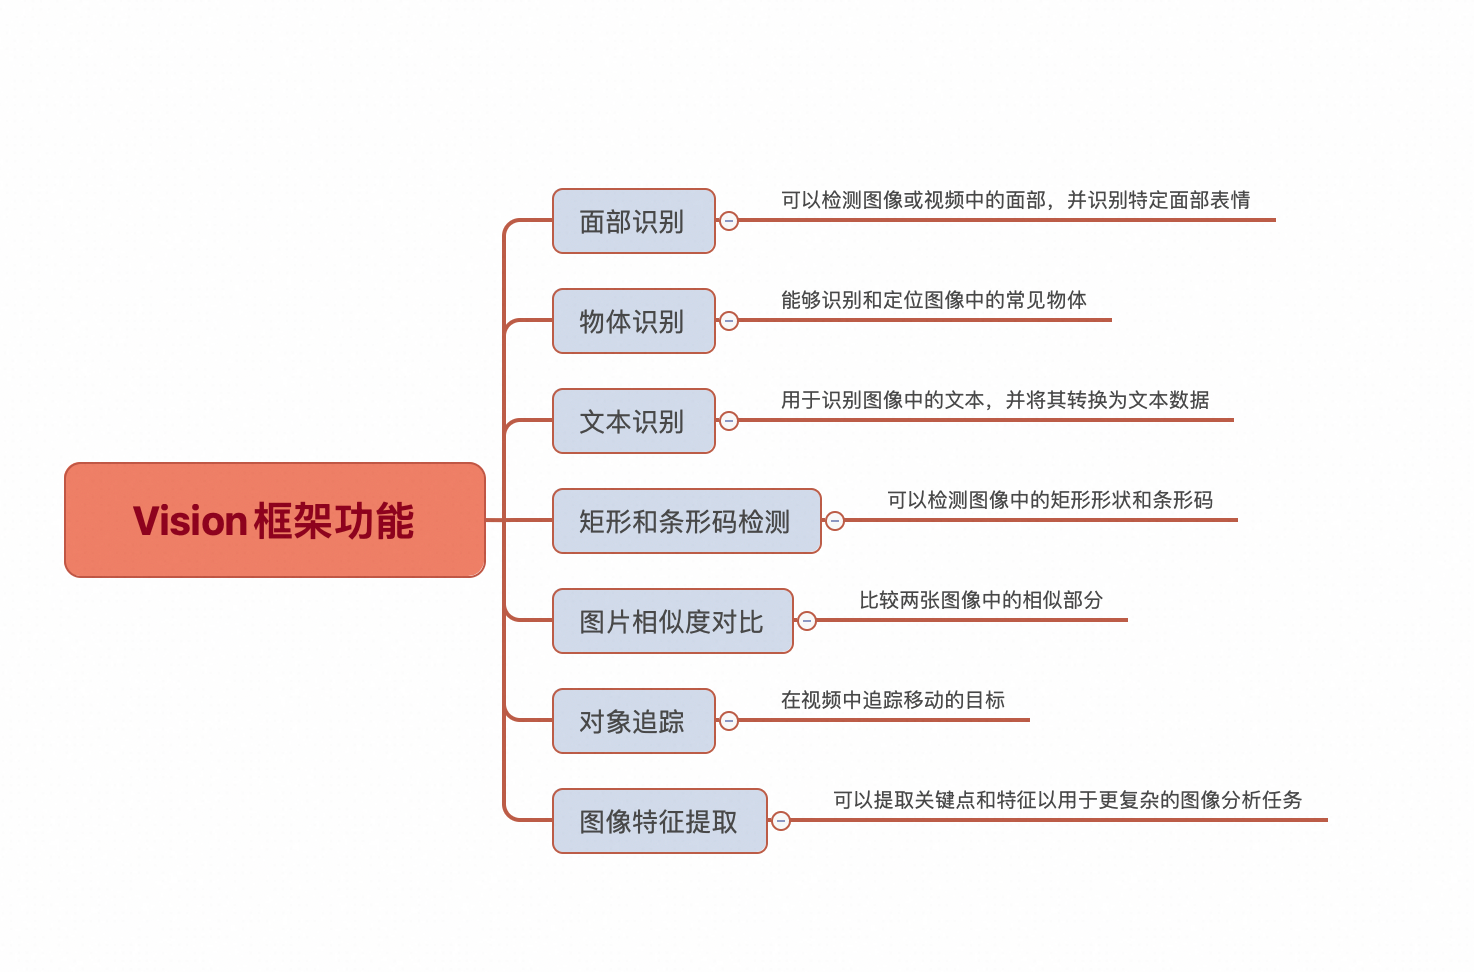 面部识别
可以检测图像或视频中的面部，并识别特定面部表情
物体识别
能够识别和定位图像中的常见物体
文本识别
用于识别图像中的文本，并将其转换为文本数据
Vision 框架功能
矩形和条形码检测
可以检测图像中的矩形形状和条形码
图片相似度对比
比较两张图像中的相似部分
对象追踪
在视频中追踪移动的目标
图像特征提取
可以提取关键点和特征以用于更复杂的图像分析任务